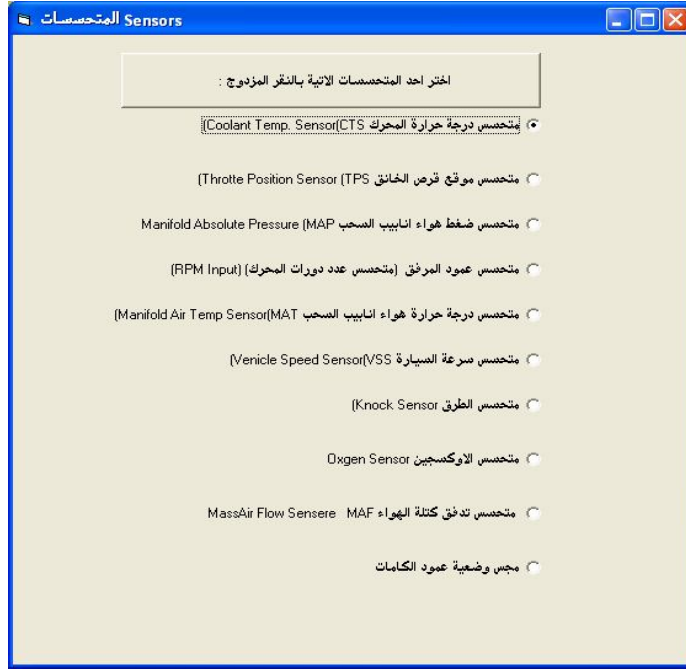 المتحسسات Sensors
اختر احد المتحسسات الاتية بالنقر المزدوج :
متحسس درجة حرارة المحرك Coolant Temp. Sensor(CTS)
متحسس موقع قرص الخانق Throtte Position Sensor (TPS)
متحسس ضغط هواء انابيب السحب Manifold Absolute Pressure (MAP
متحسس عمود المرفق (متحسس عدد دورات المحرك) (RPM Input)
متحسس درجة حرارة هواء انابيب السحب Manifold Air Temp Sensor(MAT)
متحسس سرعة السيارة Venicle Speed Sensor(VSS)
متحسس الطرق Knock Sensor)
متحسس الاوكسجين Oxgen Sensor
متحسس تدفق كتلة الهواء MassAir Flow Sensere MAF
مجس وضعية عمود الكامات